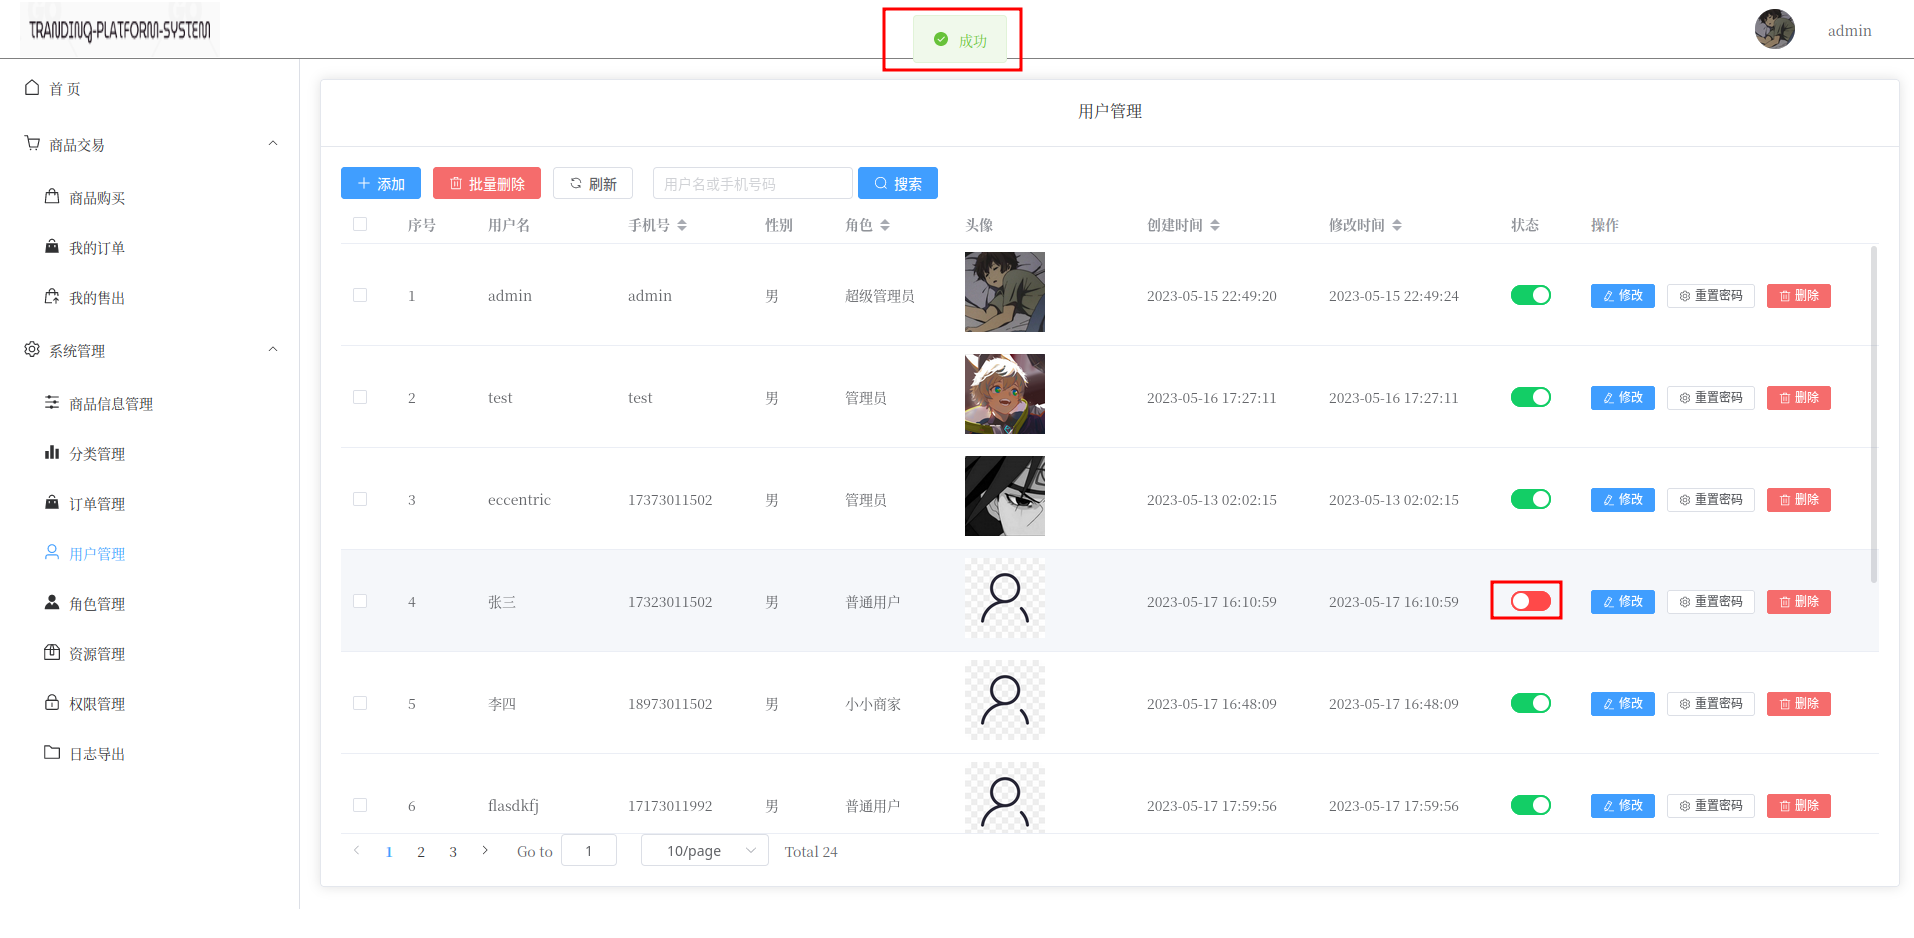 TRANDING-PLATFORM-SYSTEM
成功
admin
首 页
商品交易
商品购买
我的订单
我的售出
系统管理
商品信息管理
分类管理
订单管理
用户管理
角色管理
资源管理
权限管理
日志导出
用户管理
添加 批量删除 刷新 用户名或手机号码 搜索
序号 用户名 手机号 性别 角色 头像 创建时间 修改时间 状态 操作
1 admin admin 男 超级管理员 2023-05-15 22:49:20 2023-05-15 22:49:24 修改 重置密码 删除
2 test test 男 管理员 2023-05-16 17:27:11 2023-05-16 17:27:11 修改 重置密码 删除
3 eccentric 17373011502 男 管理员 2023-05-13 02:02:15 2023-05-13 02:02:15 修改 重置密码 删除
4 张三 17323011502 男 普通用户 2023-05-17 16:10:59 2023-05-17 16:10:59 修改 重置密码 删除
5 李四 18973011502 男 小小商家 2023-05-17 16:48:09 2023-05-17 16:48:09 修改 重置密码 删除
6 flasdkfj 17173011992 男 普通用户 2023-05-17 17:59:56 2023-05-17 17:59:56 修改 重置密码 删除
1 2 3 Go to 1 10/page Total 24